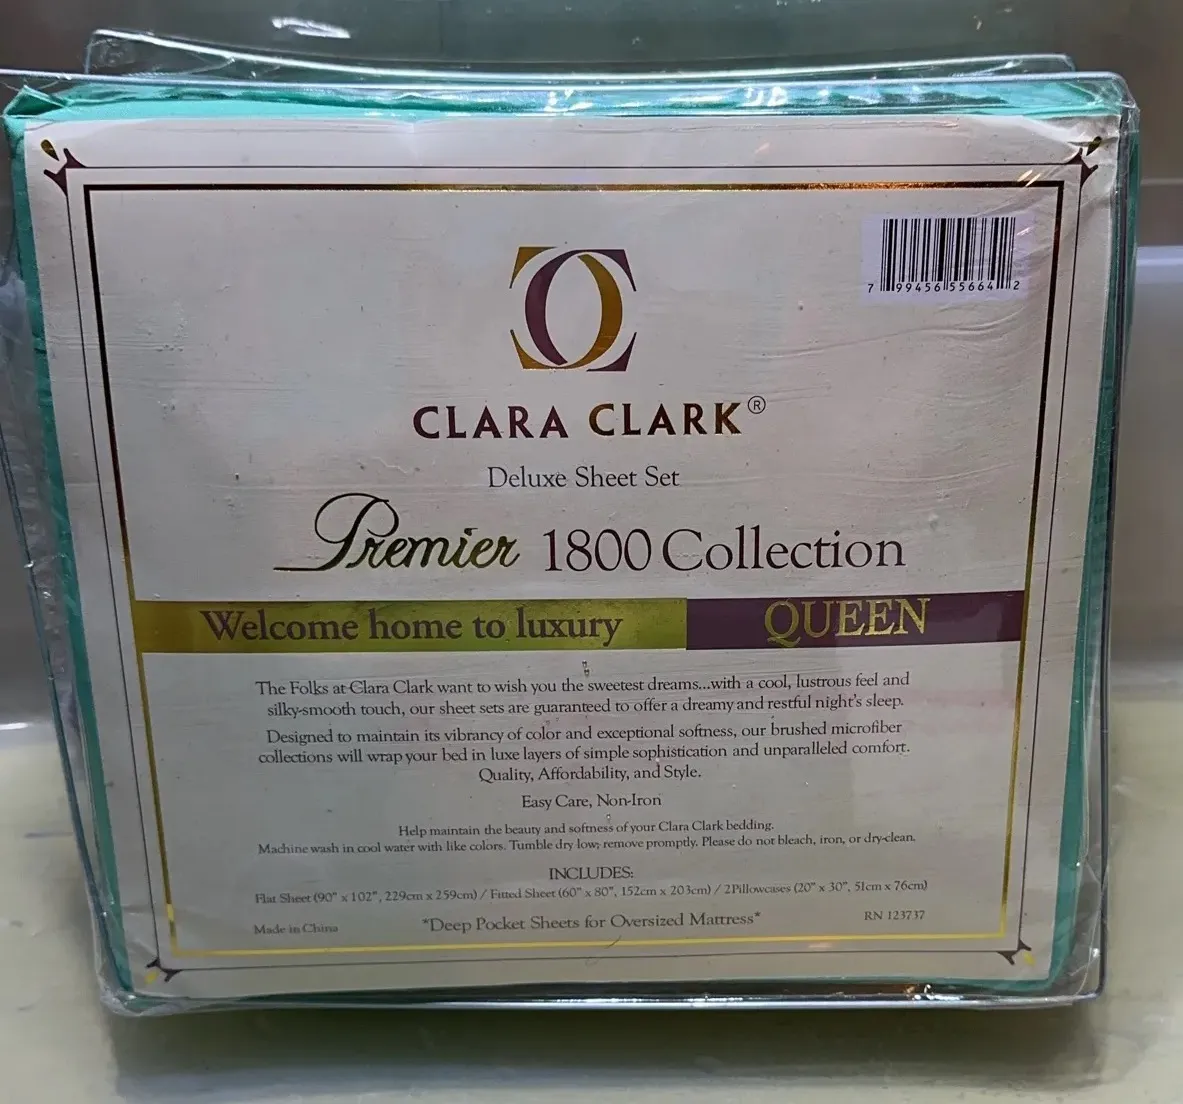 7 99456 55664 2
CLARA CLARK®
Deluxe Sheet Set
Premier 1800 Collection
Welcome home to luxury QUEEN
The Folks at Clara Clark want to wish you the sweetest dreams...with a cool, lustrous feel and
silky-smooth touch, our sheet sets are guaranteed to offer a dreamy and restful night's sleep.
Designed to maintain its vibrancy of color and exceptional softness, our brushed microfiber
collections will wrap your bed in luxe layers of simple sophistication and unparalleled comfort.
Quality, Affordability, and Style.
Easy Care, Non-Iron
Help maintain the beauty and softness of your Clara Clark bedding.
Machine wash in cool water with like colors. Tumble dry low; remove promptly. Please do not bleach, iron, or dry-clean.
INCLUDES:
Flat Sheet (90" x 102", 229cm x 259cm) / Fitted Sheet (60" x 80", 152cm x 203cm) / 2Pillowcases (20" x 30", 51cm x 76cm)
Made in China *Deep Pocket Sheets for Oversized Mattress* RN 123737